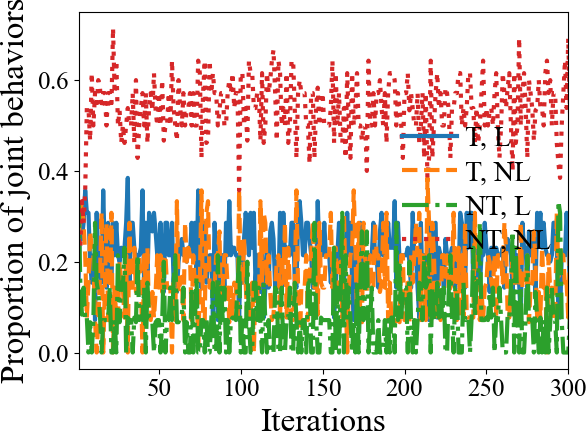 Proportion of joint behaviors
0.6
0.4
0.2
0.0
T, L
T, NL
NT, L
NT, NL
50
100
150
200
250
300
Iterations